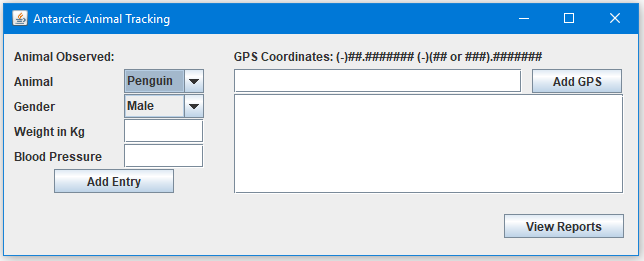 Antarctic Animal Tracking
Animal Observed:
Animal Penguin
Gender Male
Weight in Kg
Blood Pressure
Add Entry
GPS Coordinates: (-)##.####### (-)(## or ###).#######
Add GPS
View Reports